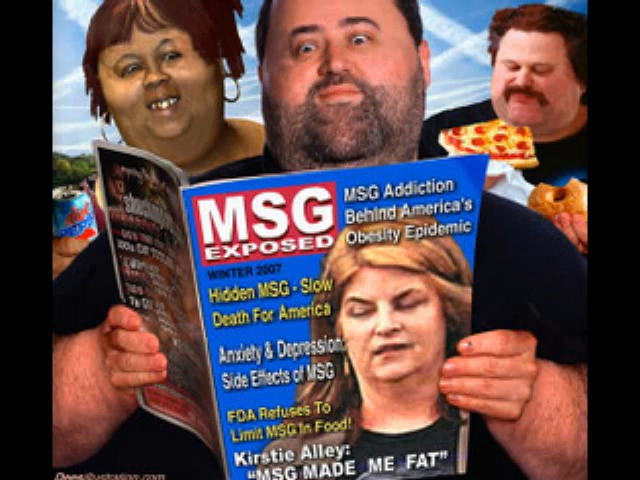 MSG
EXPOSED
WINTER 2007
MSG Addiction
Behind America's
Obesity Epidemic
Hidden MSG - Slow
Death For America
Anxiety & Depression:
Side Effects of MSG
FDA Refuses To
Limit MSG In Food!
Kirstie Alley:
"MSG MADE ME FAT"